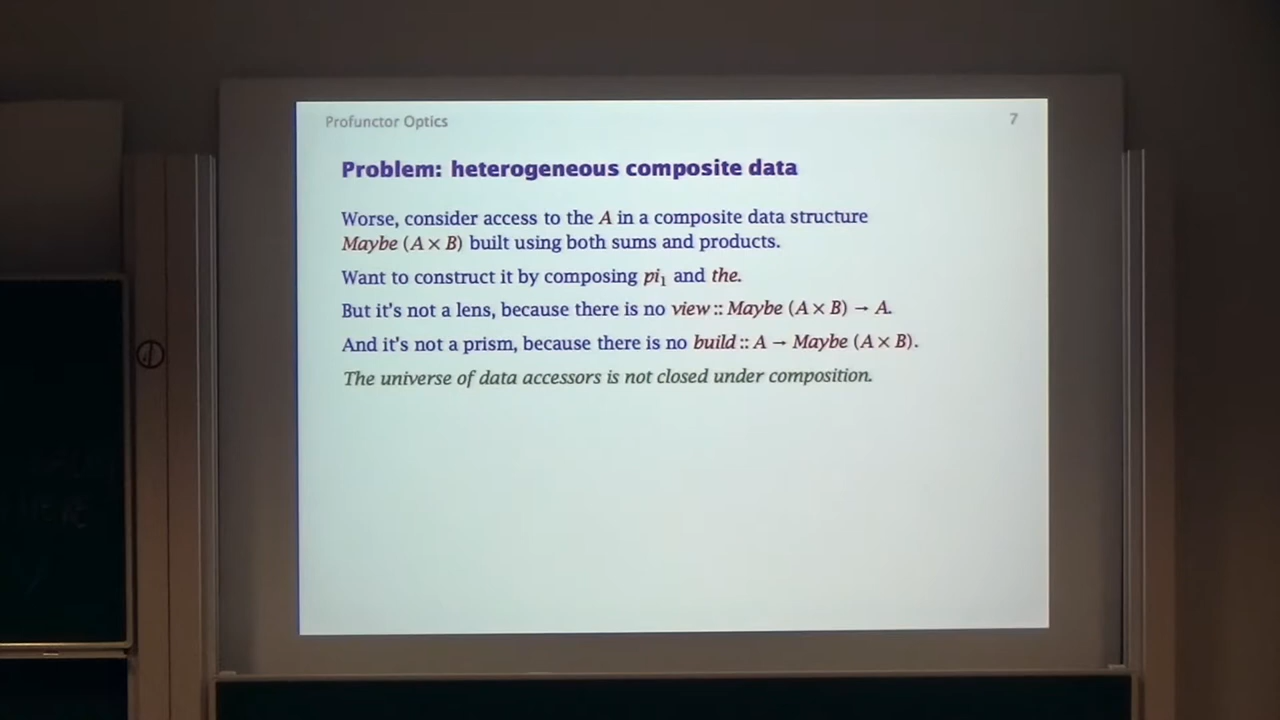 Profunctor Optics 7
Problem: heterogeneous composite data
Worse, consider access to the A in a composite data structure
Maybe (A × B) built using both sums and products.
Want to construct it by composing pi₁ and the.
But it's not a lens, because there is no view :: Maybe (A × B) → A.
And it's not a prism, because there is no build :: A → Maybe (A × B).
The universe of data accessors is not closed under composition.